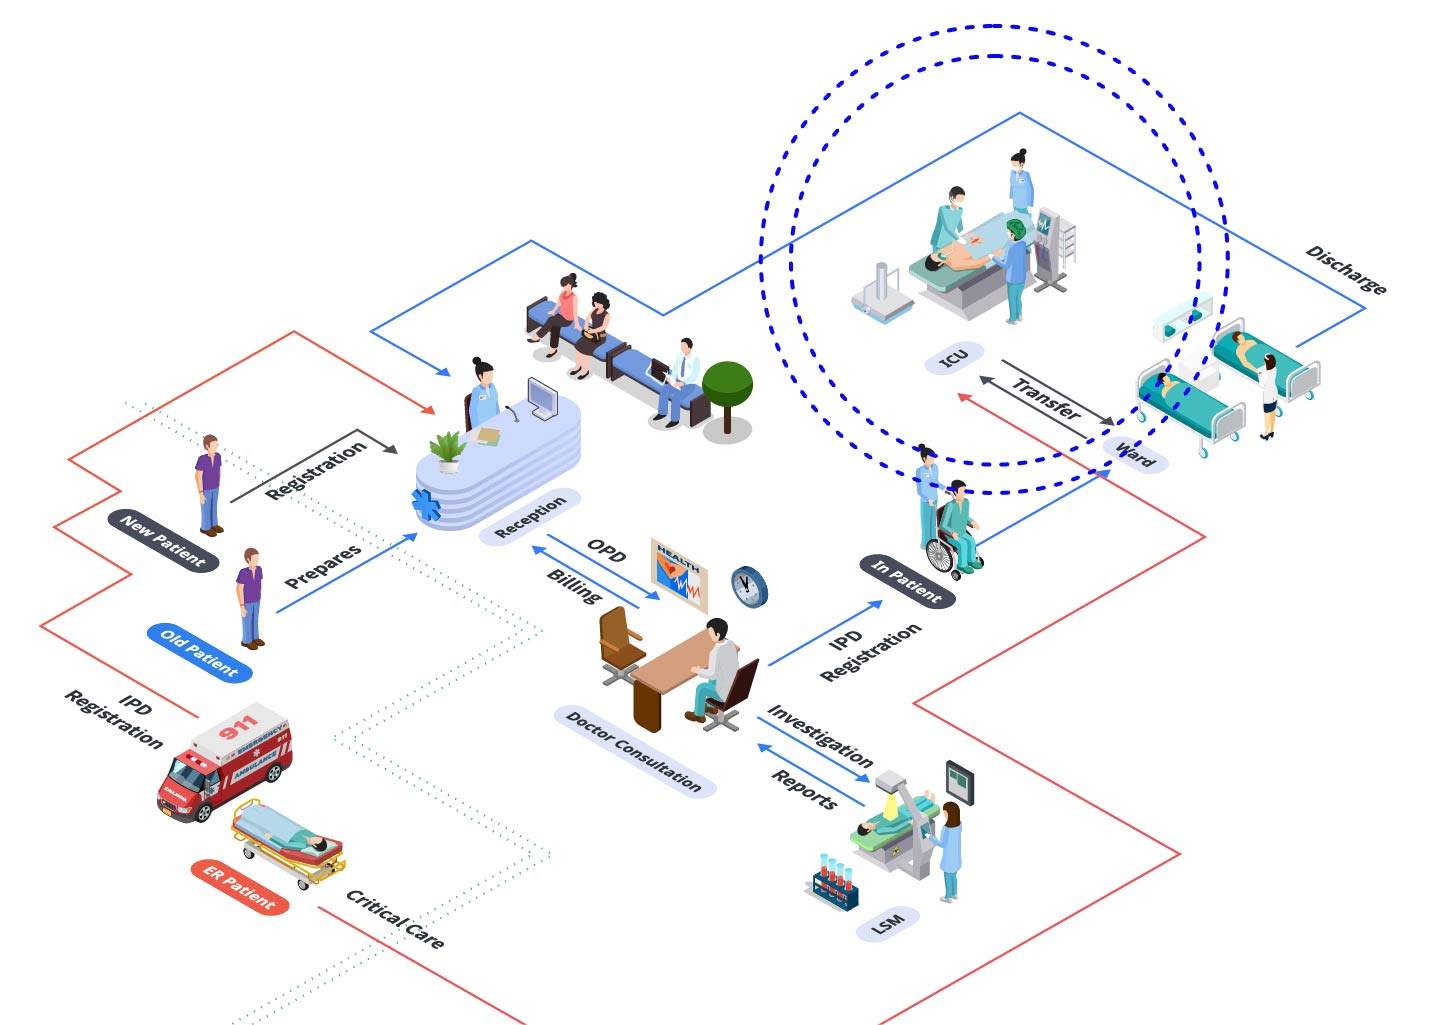 Discharge
ICU
Transfer
Ward
Registration
New Patient
Reception
Prepares
Old Patient
OPD
Billing
HEALTH
In Patient
IPD
Registration
IPD
Registration
Doctor Consultation
Investigation
Reports
911
EMERGENCY
911
AMBULANCE
ER Patient
Critical Care
LSM